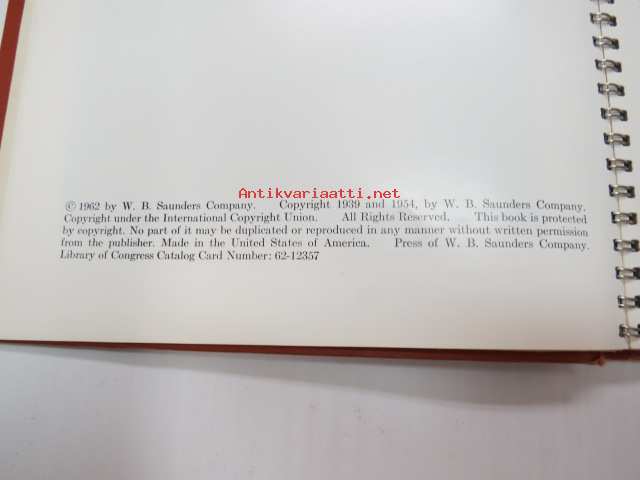 Antikvariaatti.net
© 1962 by W. B. Saunders Company. Copyright 1939 and 1954, by W. B. Saunders Company.
Copyright under the International Copyright Union. All Rights Reserved. This book is protected
by copyright. No part of it may be duplicated or reproduced in any manner without written permission
from the publisher. Made in the United States of America. Press of W. B. Saunders Company.
Library of Congress Catalog Card Number: 62-12357